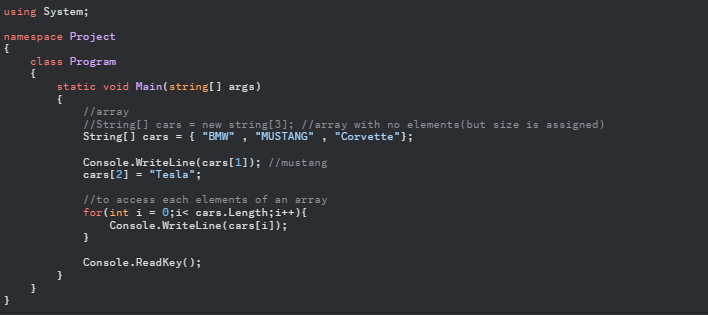 using System;
namespace Project
{
class Program
{
static void Main(string[] args)
{
//array
//String[] cars = new string[3]; //array with no elements(but size is assigned)
String[] cars = { "BMW" , "MUSTANG" , "Corvette"};
Console.WriteLine(cars[1]); //mustang
cars[2] = "Tesla";
//to access each elements of an array
for(int i = 0;i< cars.Length;i++){
Console.WriteLine(cars[i]);
}
Console.ReadKey();
}
}
}